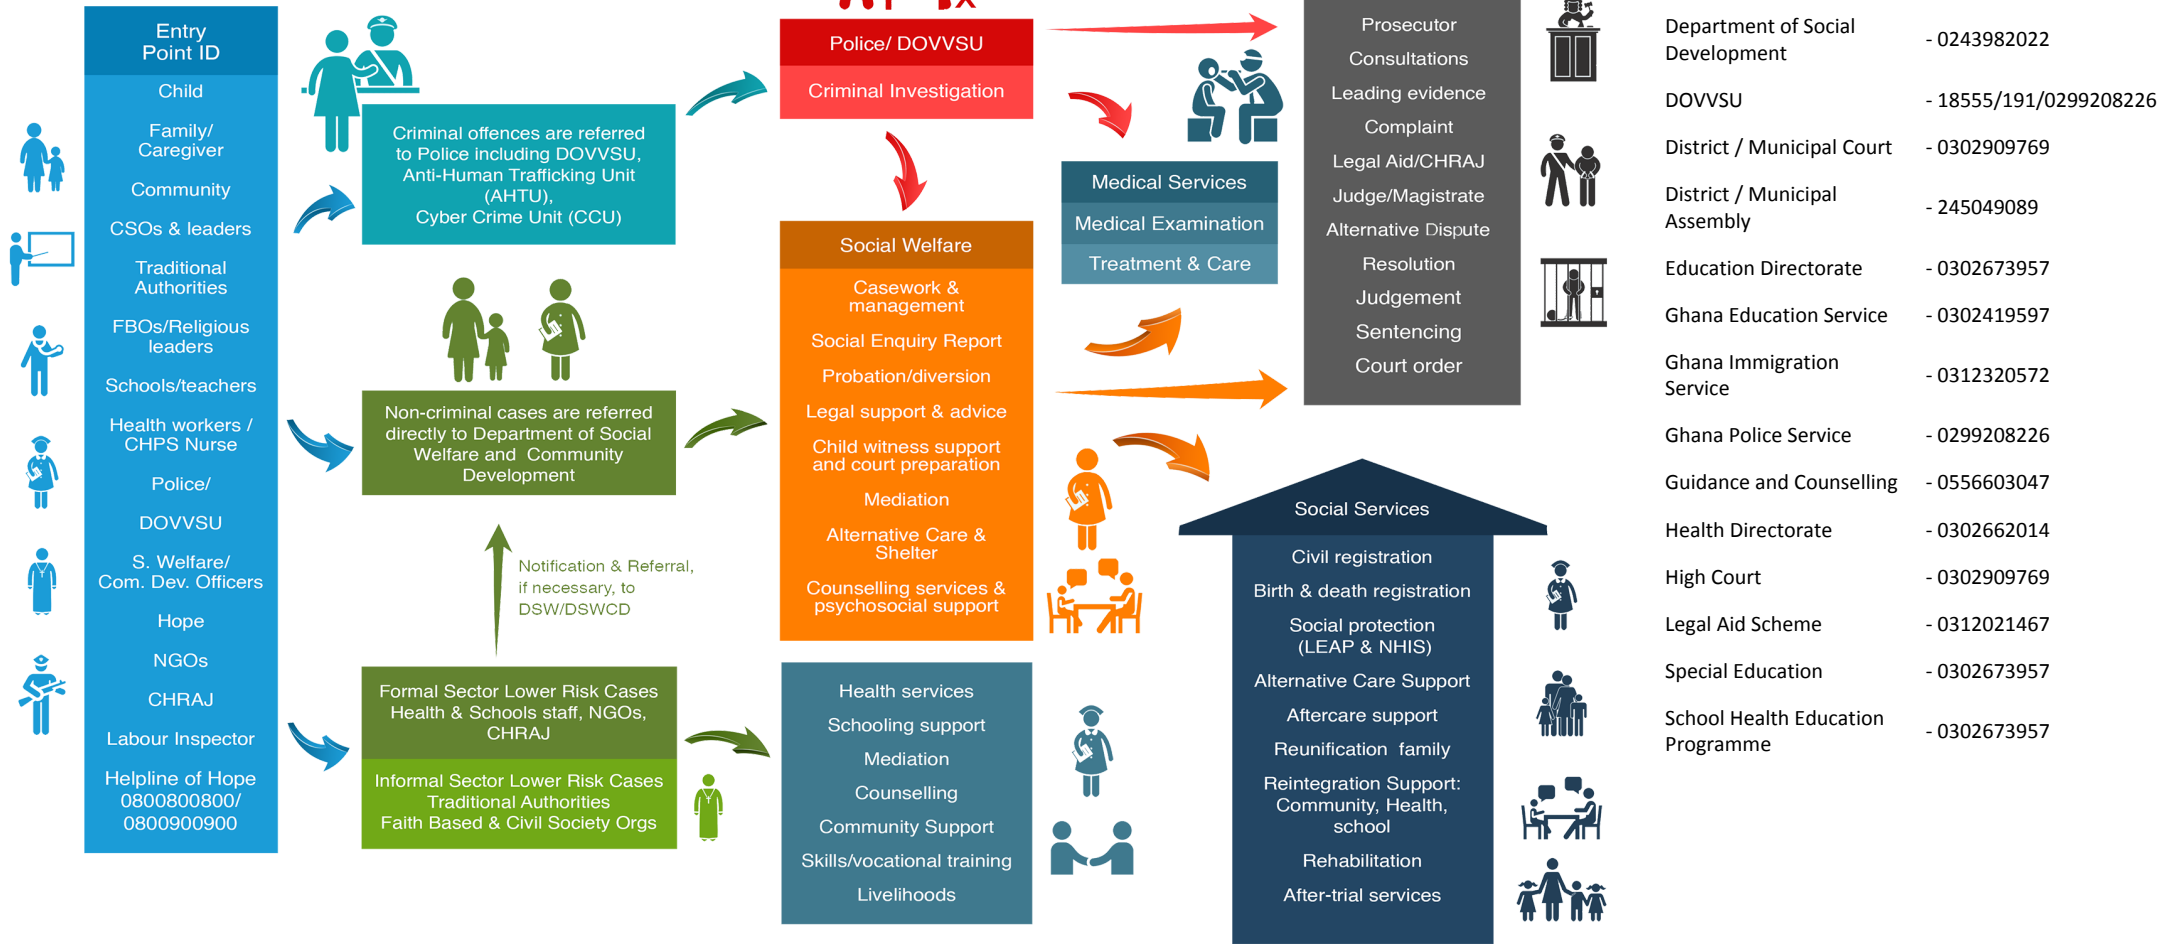 Entry
Point ID
Child
Family/
Caregiver
Community
CSOs & leaders
Traditional
Authorities
FBOs/Religious
leaders
Schools/teachers
Health workers /
CHPS Nurse
Police/
DOVVSU
S. Welfare/
Com. Dev. Officers
Hope
NGOs
CHRAJ
Labour Inspector
Helpline of Hope
0800800800/
0800900900
Criminal offences are referred
to Police including DOVVSU,
Anti-Human Trafficking Unit
(AHTU),
Cyber Crime Unit (CCU)
Non-criminal cases are referred
directly to Department of Social
Welfare and Community
Development
Notification & Referral,
if necessary, to
DSW/DSWCD
Formal Sector Lower Risk Cases
Health & Schools staff, NGOs,
CHRAJ
Informal Sector Lower Risk Cases
Traditional Authorities
Faith Based & Civil Society Orgs
Police/ DOVVSU
Criminal Investigation
Social Welfare
Casework &
management
Social Enquiry Report
Probation/diversion
Legal support & advice
Child witness support
and court preparation
Mediation
Alternative Care &
Shelter
Counselling services &
psychosocial support
Health services
Schooling support
Mediation
Counselling
Community Support
Skills/vocational training
Livelihoods
Medical Services
Medical Examination
Treatment & Care
Prosecutor
Consultations
Leading evidence
Complaint
Legal Aid/CHRAJ
Judge/Magistrate
Alternative Dispute
Resolution
Judgement
Sentencing
Court order
Social Services
Civil registration
Birth & death registration
Social protection
(LEAP & NHIS)
Alternative Care Support
Aftercare support
Reunification family
Reintegration Support:
Community, Health,
school
Rehabilitation
After-trial services
Department of Social
Development - 0243982022
DOVVSU - 18555/191/0299208226
District / Municipal Court - 0302909769
District / Municipal
Assembly - 245049089
Education Directorate - 0302673957
Ghana Education Service - 0302419597
Ghana Immigration
Service - 0312320572
Ghana Police Service - 0299208226
Guidance and Counselling - 0556603047
Health Directorate - 0302662014
High Court - 0302909769
Legal Aid Scheme - 0312021467
Special Education - 0302673957
School Health Education
Programme - 0302673957